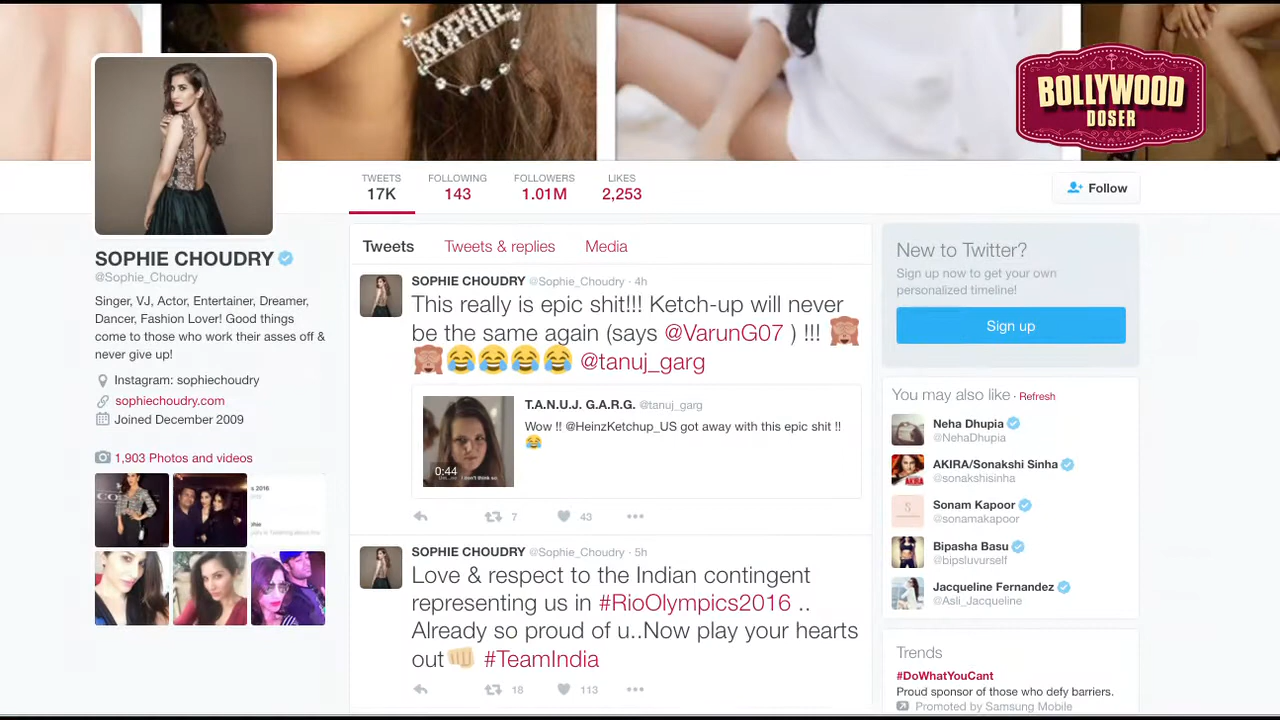 SOPHIE
BOLLYWOOD
DOSER
TWEETS
17K
FOLLOWING
143
FOLLOWERS
1.01M
LIKES
2,253
Follow
SOPHIE CHOUDRY
@Sophie_Choudry
Singer, VJ, Actor, Entertainer, Dreamer,
Dancer, Fashion Lover! Good things
come to those who work their asses off &
never give up!
Instagram: sophiechoudry
sophiechoudry.com
Joined December 2009
1,903 Photos and videos
s 2016
Tweets
Tweets & replies
Media
SOPHIE CHOUDRY @Sophie_Choudry · 4h
This really is epic shit!!! Ketch-up will never
be the same again (says @VarunG07 ) !!! 🙈
🙈😂😂😂😂 @tanuj_garg
T.A.N.U.J. G.A.R.G. @tanuj_garg
Wow !! @HeinzKetchup_US got away with this epic shit !!
😂
0:44
I don't think so
7
43
SOPHIE CHOUDRY @Sophie_Choudry · 5h
Love & respect to the Indian contingent
representing us in #RioOlympics2016 ..
Already so proud of u..Now play your hearts
out👊🏼 #TeamIndia
18
113
New to Twitter?
Sign up now to get your own
personalized timeline!
Sign up
You may also like · Refresh
Neha Dhupia
@NehaDhupia
AKIRA/Sonakshi Sinha
@sonakshisinha
AKIRA
Sonam Kapoor
@sonamakapoor
Bipasha Basu
@bipsluvurself
Jacqueline Fernandez
@Asli_Jacqueline
Trends
#DoWhatYouCant
Proud sponsor of those who defy barriers.
Promoted by Samsung Mobile